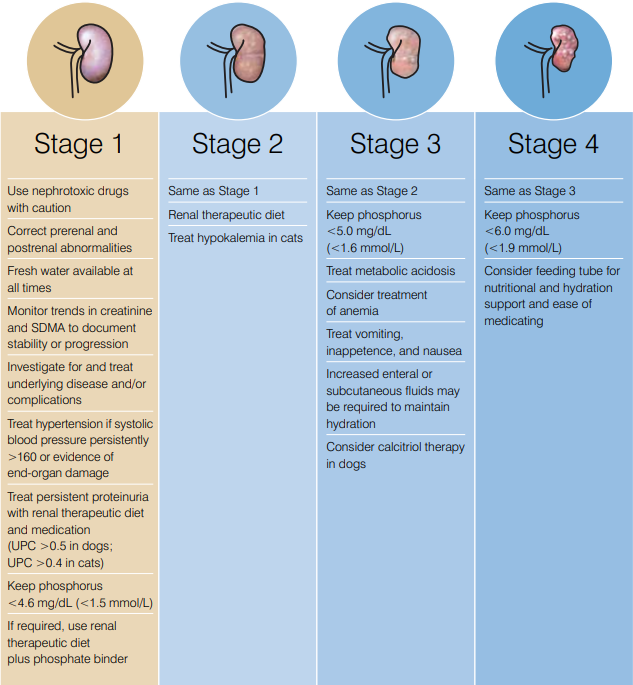 Stage 1
Use nephrotoxic drugs
with caution
Correct prerenal and
postrenal abnormalities
Fresh water available at
all times
Monitor trends in creatinine
and SDMA to document
stability or progression
Investigate for and treat
underlying disease and/or
complications
Treat hypertension if systolic
blood pressure persistently
>160 or evidence of
end-organ damage
Treat persistent proteinuria
with renal therapeutic diet
and medication
(UPC >0.5 in dogs;
UPC >0.4 in cats)
Keep phosphorus
<4.6 mg/dL (<1.5 mmol/L)
If required, use renal
therapeutic diet
plus phosphate binder
Stage 2
Same as Stage 1
Renal therapeutic diet
Treat hypokalemia in cats
Stage 3
Same as Stage 2
Keep phosphorus
<5.0 mg/dL
(<1.6 mmol/L)
Treat metabolic acidosis
Consider treatment
of anemia
Treat vomiting,
inappetence, and nausea
Increased enteral or
subcutaneous fluids may
be required to maintain
hydration
Consider calcitriol therapy
in dogs
Stage 4
Same as Stage 3
Keep phosphorus
<6.0 mg/dL
(<1.9 mmol/L)
Consider feeding tube for
nutritional and hydration
support and ease of
medicating